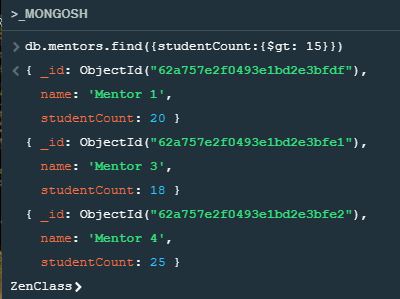 >_MONGOSH
> db.mentors.find({studentCount:{$gt: 15}})
< { _id: ObjectId("62a757e2f0493e1bd2e3bfdf"),
name: 'Mentor 1',
studentCount: 20 }
{ _id: ObjectId("62a757e2f0493e1bd2e3bfe1"),
name: 'Mentor 3',
studentCount: 18 }
{ _id: ObjectId("62a757e2f0493e1bd2e3bfe2"),
name: 'Mentor 4',
studentCount: 25 }
ZenClass>